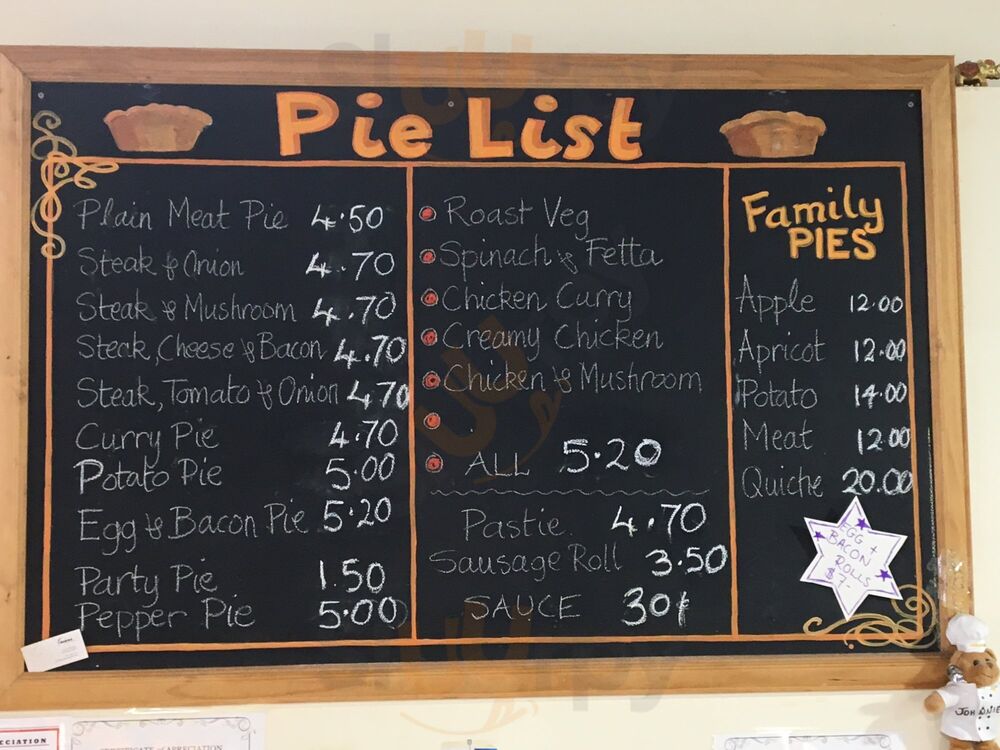 Pie List
Plain Meat Pie 4.50
Steak & Onion 4.70
Steak & Mushroom 4.70
Steak, Cheese & Bacon 4.70
Steak, Tomato & Onion 4.70
Curry Pie 4.70
Potato Pie 5.00
Egg & Bacon Pie 5.20
Party Pie 1.50
Pepper Pie 5.00
Roast Veg
Spinach & Fetta
Chicken Curry
Creamy Chicken
Chicken & Mushroom
ALL 5.20
Pastie 4.70
Sausage Roll 3.50
SAUCE 30¢
Family
PIES
Apple 12.00
Apricot 12.00
Potato 14.00
Meat 12.00
Quiche 20.00
EGG +
BACON
ROLLS
$7-
CERTIFICATE of APPRECIATION